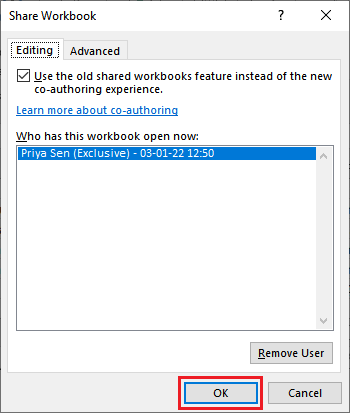 Share Workbook ? ×
Editing Advanced
Use the old shared workbooks feature instead of the new
co-authoring experience.
Learn more about co-authoring
Who has this workbook open now:
Priya Sen (Exclusive) - 03-01-22 12:50
Remove User
OK Cancel